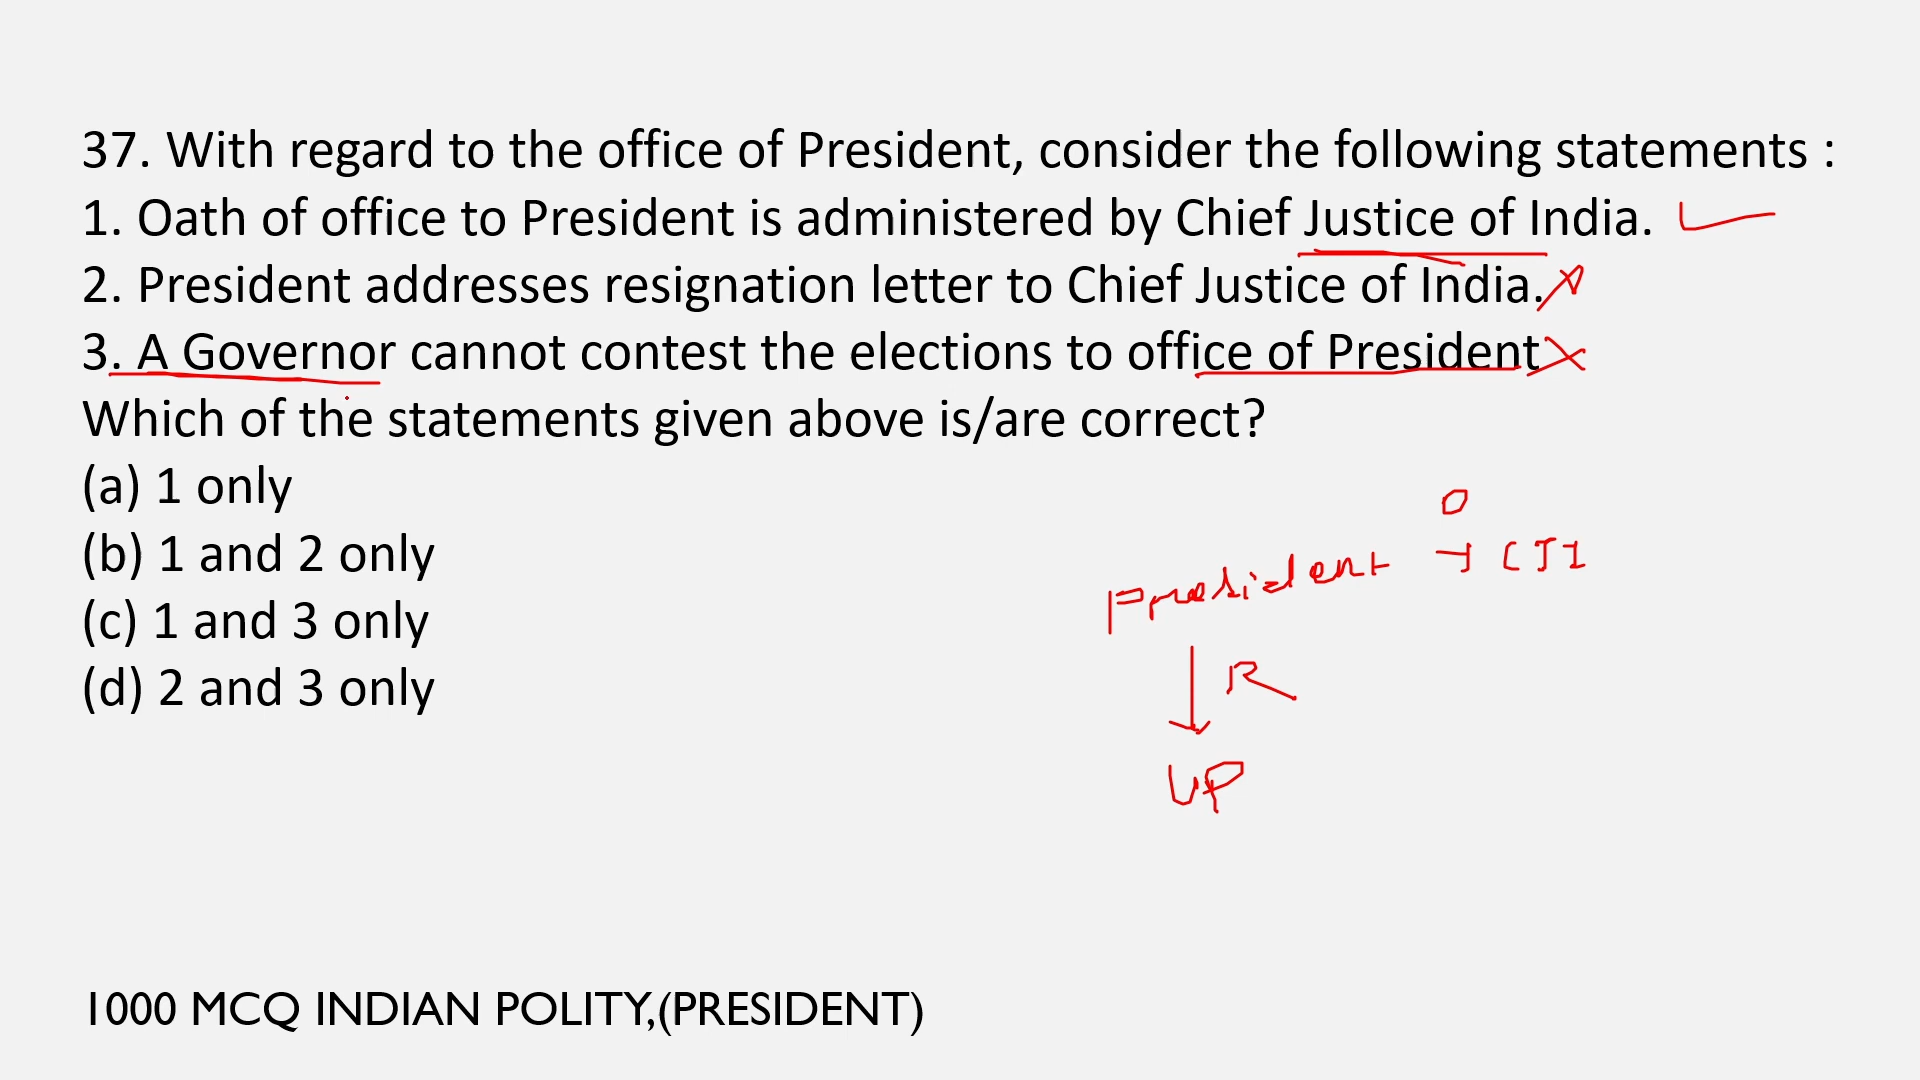 37. With regard to the office of President, consider the following statements :
1. Oath of office to President is administered by Chief Justice of India.
2. President addresses resignation letter to Chief Justice of India.
3. A Governor cannot contest the elections to office of President
Which of the statements given above is/are correct?
(a) 1 only
(b) 1 and 2 only
(c) 1 and 3 only
(d) 2 and 3 only
O
President → CJI
R
VP
1000 MCQ INDIAN POLITY,(PRESIDENT)